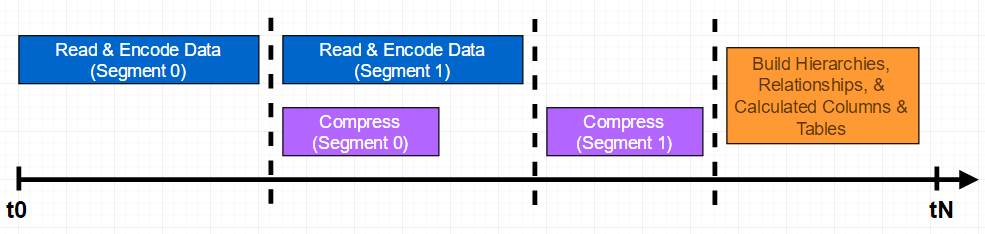 Read & Encode Data
(Segment 0)
Read & Encode Data
(Segment 1)
Compress
(Segment 0)
Compress
(Segment 1)
Build Hierarchies,
Relationships, &
Calculated Columns &
Tables
t0
tN